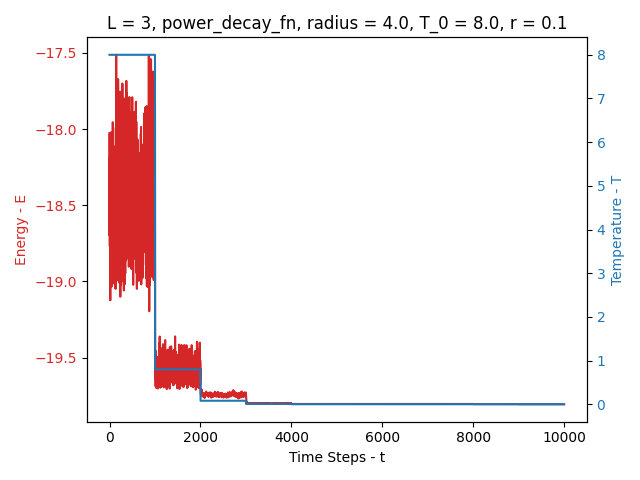 L = 3, power_decay_fn, radius = 4.0, T_0 = 8.0, r = 0.1
−17.5
−18.0
−18.5
−19.0
−19.5
Energy - E
8
7
6
5
4
3
2
1
0
Temperature - T
0 2000 4000 6000 8000 10000
Time Steps - t